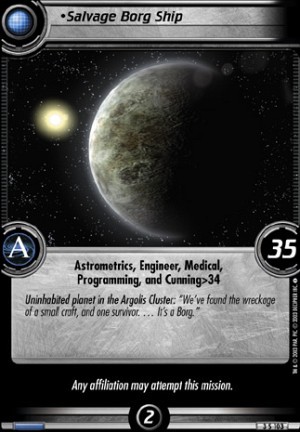 •Salvage Borg Ship
A
35
Astrometrics, Engineer, Medical,
Programming, and Cunning>34
Uninhabited planet in the Argolis Cluster: "We've found the wreckage
of a small craft, and one survivor. … It's a Borg."
Any affiliation may attempt this mission.
2